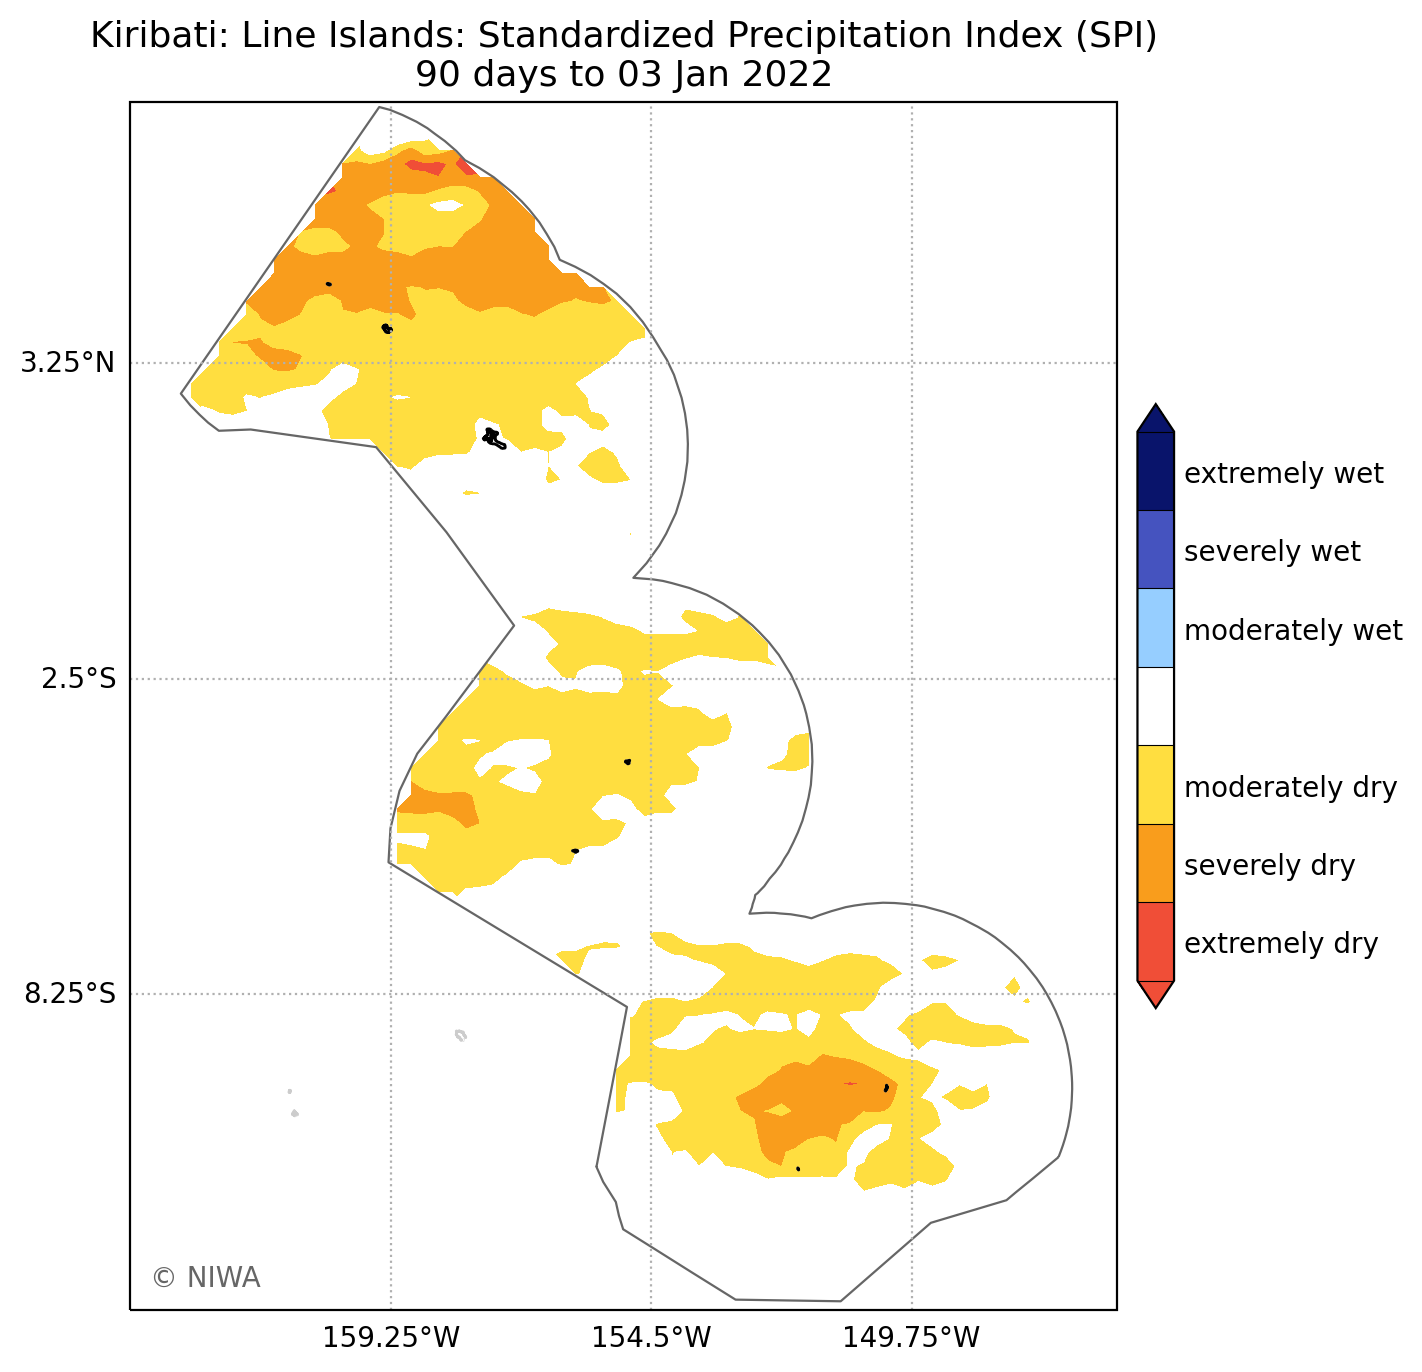 Kiribati: Line Islands: Standardized Precipitation Index (SPI)
90 days to 03 Jan 2022
3.25°N
2.5°S
8.25°S
159.25°W
154.5°W
149.75°W
extremely wet
severely wet
moderately wet
moderately dry
severely dry
extremely dry
© NIWA